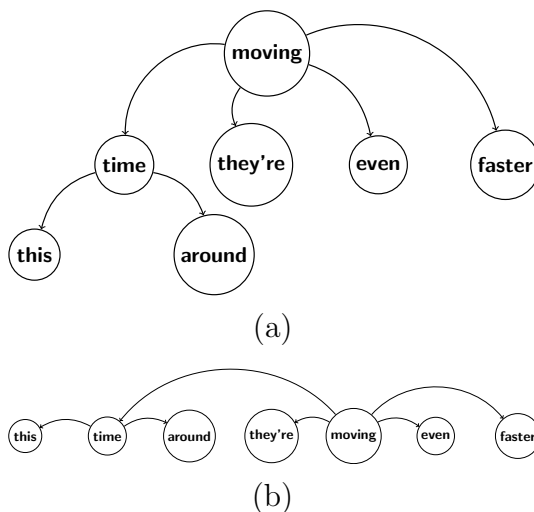 moving
time they're even faster
this around
(a)
this time around they're moving even faster
(b)